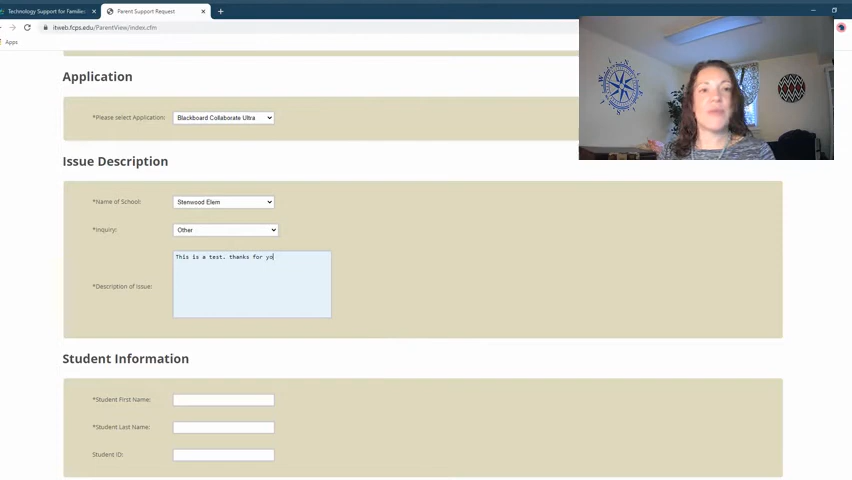 Technology Support for Families
Parent Support Request
itweb.fcps.edu/ParentView/index.cfm
Apps
Application
*Please select Application:
Blackboard Collaborate Ultra
Issue Description
*Name of School:
Stenwood Elem
*Inquiry:
Other
This is a test. thanks for yo
*Description of Issue:
Student Information
*Student First Name:
*Student Last Name:
Student ID: